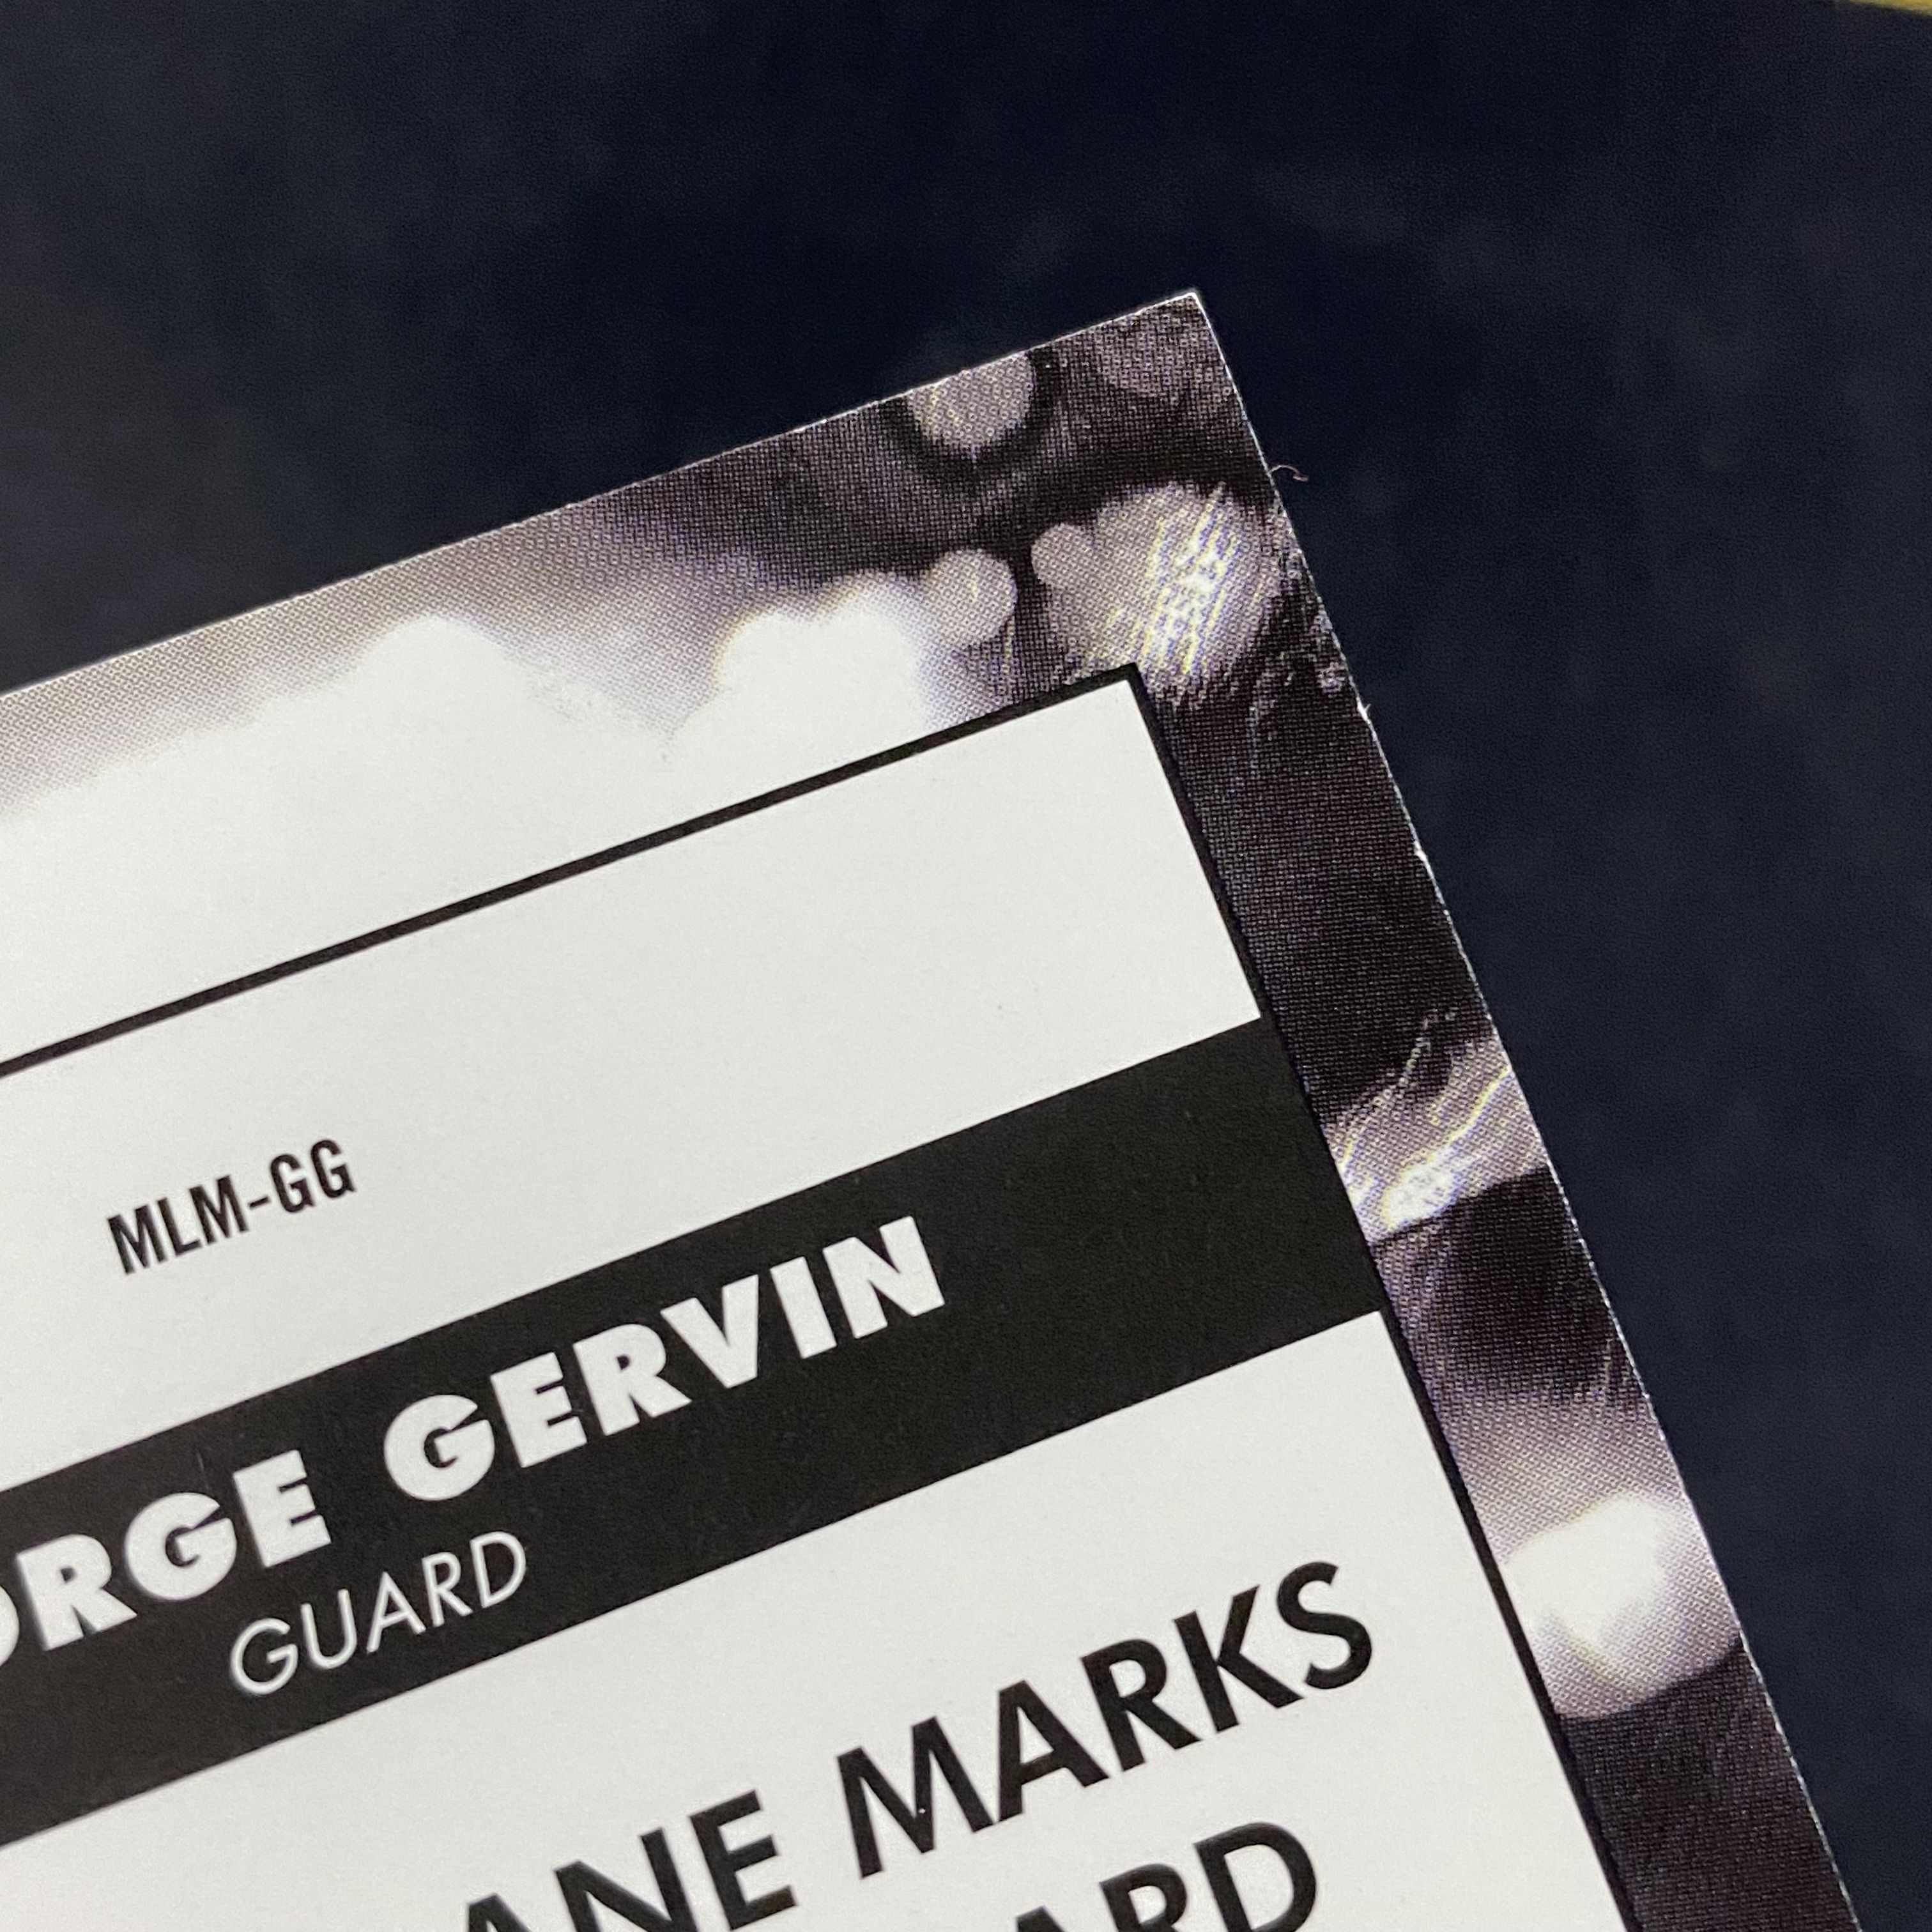 MLM-GG
ORGE GERVIN
GUARD
ANE MARKS
ARD